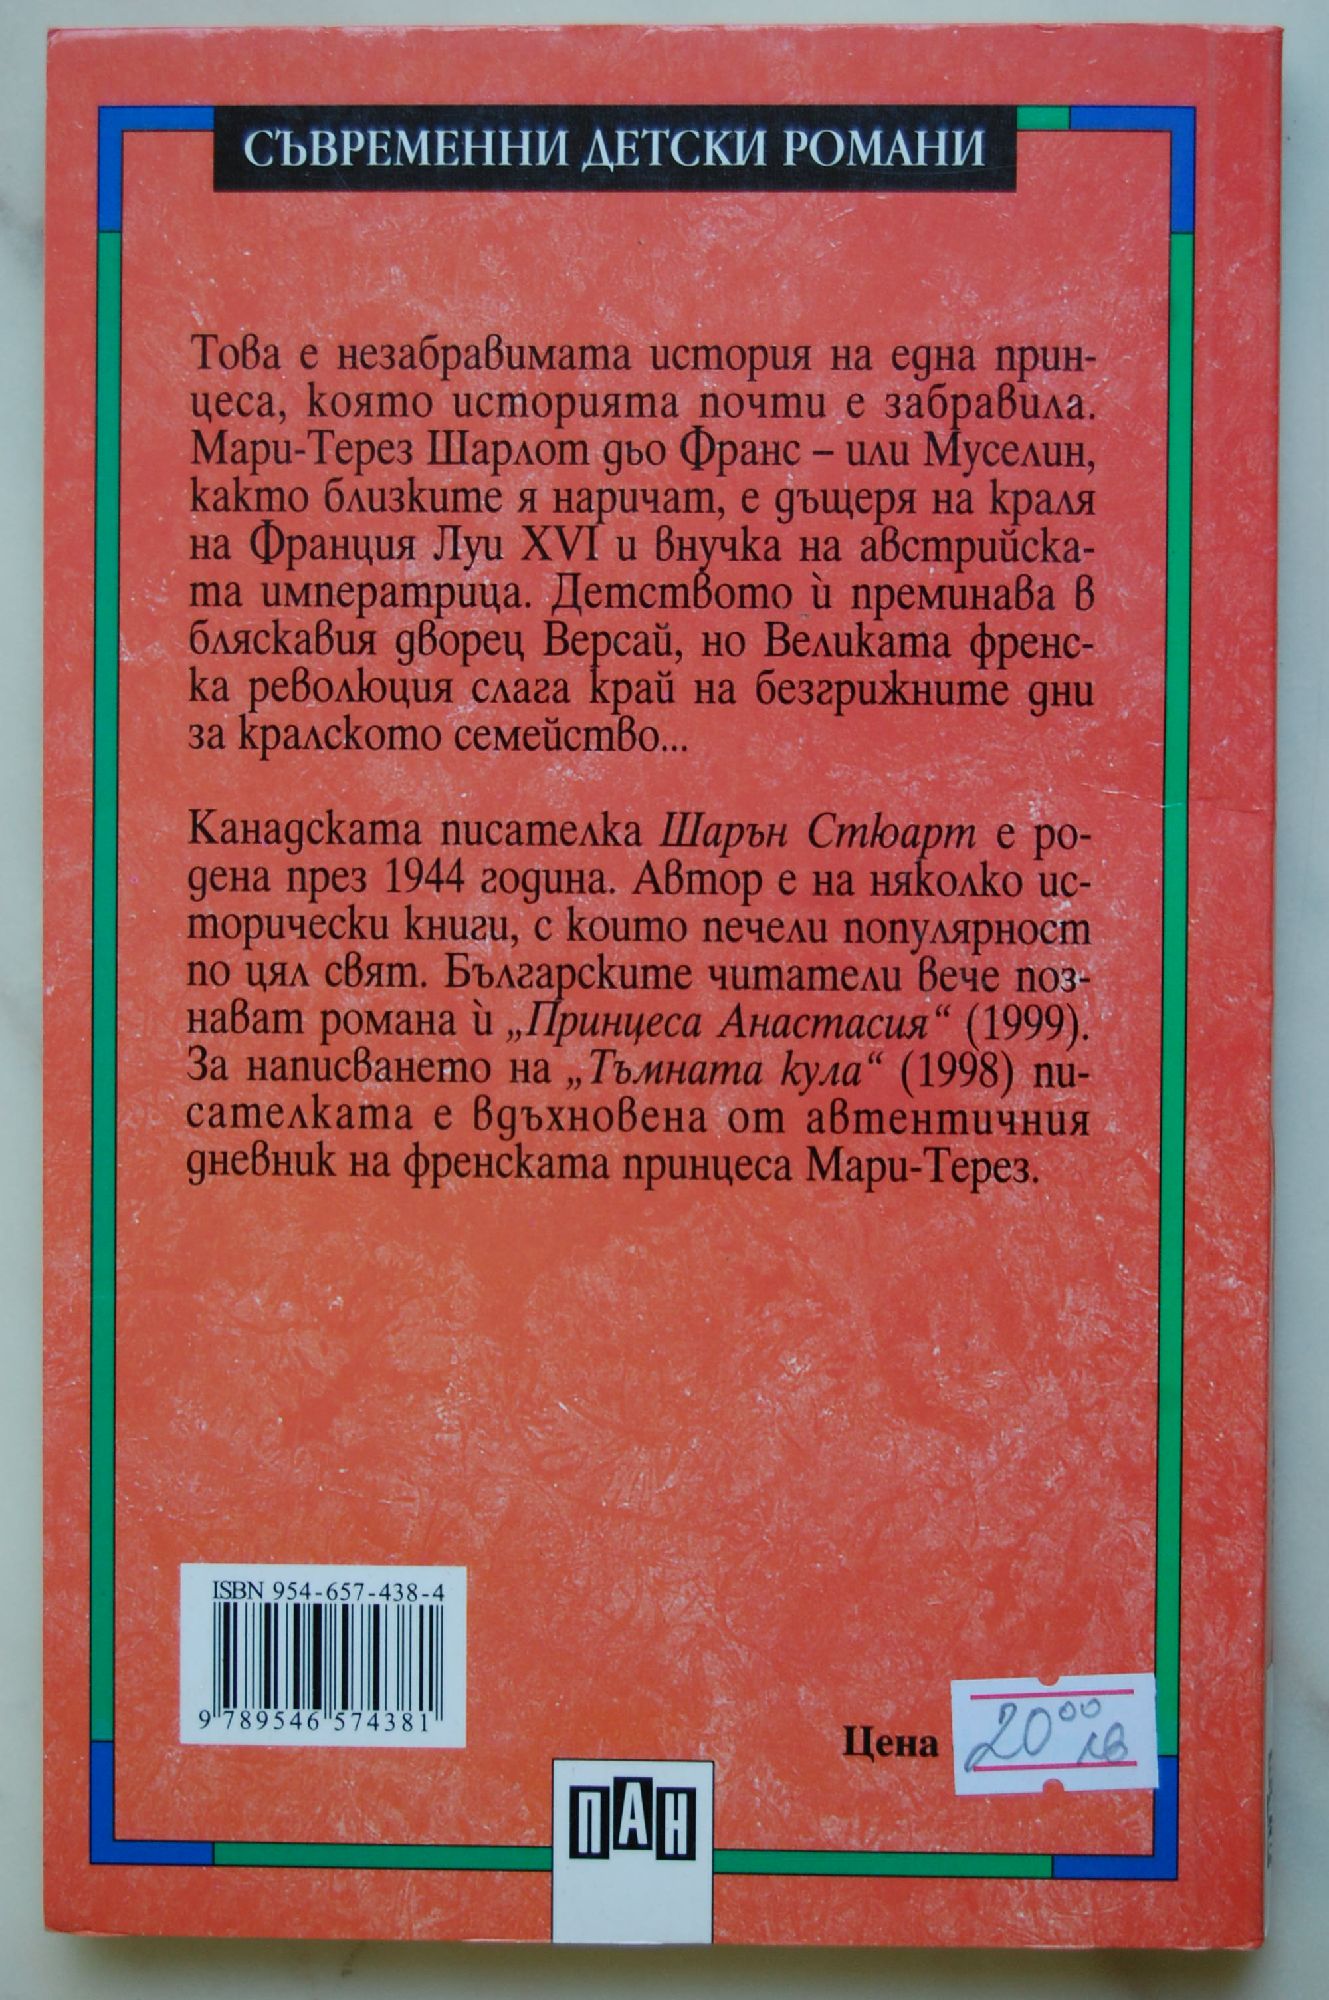 СЪВРЕМЕННИ ДЕТСКИ РОМАНИ
Това е незабравимата история на една прин-
цеса, която историята почти е забравила.
Мари-Терез Шарлот дьо Франс – или Муселин,
както близките я наричат, е дъщеря на краля
на Франция Луи XVI и внучка на австрийска-
та императрица. Детството ѝ преминава в
бляскавия дворец Версай, но Великата френс-
ка революция слага край на безгрижните дни
за кралското семейство...
Канадската писателка Шарън Стюарт е ро-
дена през 1944 година. Автор е на няколко ис-
торически книги, с които печели популярност
по цял свят. Българските читатели вече поз-
нават романа ѝ „Принцеса Анастасия“ (1999).
За написването на „Тъмната кула“ (1998) пи-
сателката е вдъхновена от автентичния
дневник на френската принцеса Мари-Терез.
ISBN 954-657-438-4
9 789546 574381
Цена 20 00 лв
ПАН